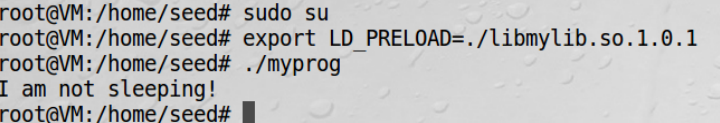 root@VM:/home/seed# sudo su
root@VM:/home/seed# export LD_PRELOAD=./libmylib.so.1.0.1
root@VM:/home/seed# ./myprog
I am not sleeping!
root@VM:/home/seed#